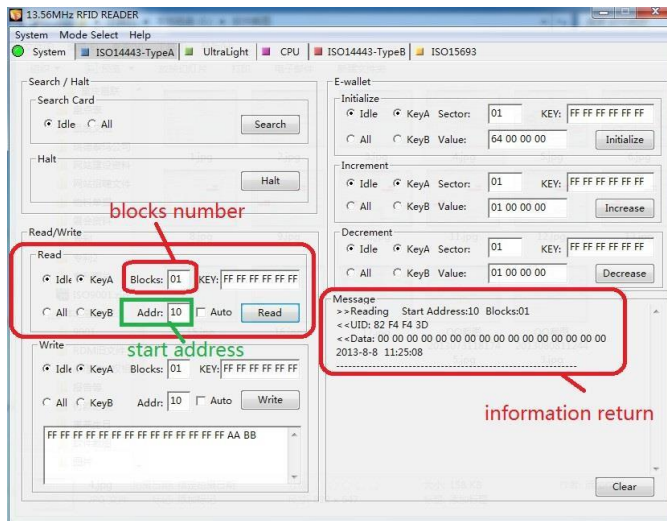 13.56MHz RFID READER
System Mode Select Help
System ISO14443-TypeA UltraLight CPU ISO14443-TypeB ISO15693
Search / Halt
Search Card
Idle All Search
Halt
Halt
blocks number
Read/Write
Read
Idle KeyA Blocks: 01 KEY: FF FF FF FF FF FF
All KeyB Addr: 10 Auto Read
start address
Write
Idle KeyA Blocks: 01 KEY: FF FF FF FF FF FF
All KeyB Addr: 10 Auto Write
FF FF FF FF FF FF FF FF FF FF FF FF FF FF AA BB
E-wallet
Initialize
Idle KeyA Sector: 01 KEY: FF FF FF FF FF FF
All KeyB Value: 64 00 00 00 Initialize
Increment
Idle KeyA Sector: 01 KEY: FF FF FF FF FF FF
All KeyB Value: 01 00 00 00 Increase
Decrement
Idle KeyA Sector: 01 KEY: FF FF FF FF FF FF
All KeyB Value: 01 00 00 00 Decrease
Message
>>Reading Start Address:10 Blocks:01
<<UID: 82 F4 F4 3D
<<Data: 00 00 00 00 00 00 00 00 00 00 00 00 00 00 00 00
2013-8-8 11:25:08
information return
Clear